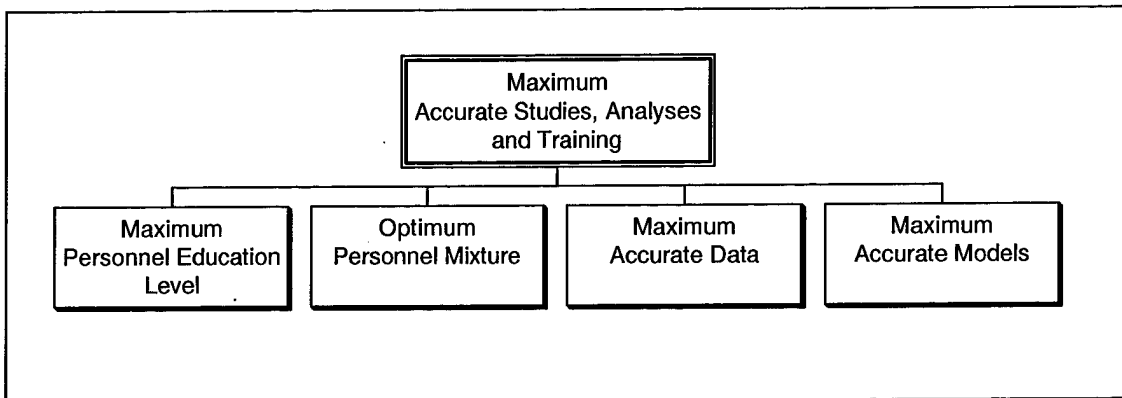 Maximum
Accurate Studies, Analyses
and Training
Maximum
Personnel Education
Level
Optimum
Personnel Mixture
Maximum
Accurate Data
Maximum
Accurate Models